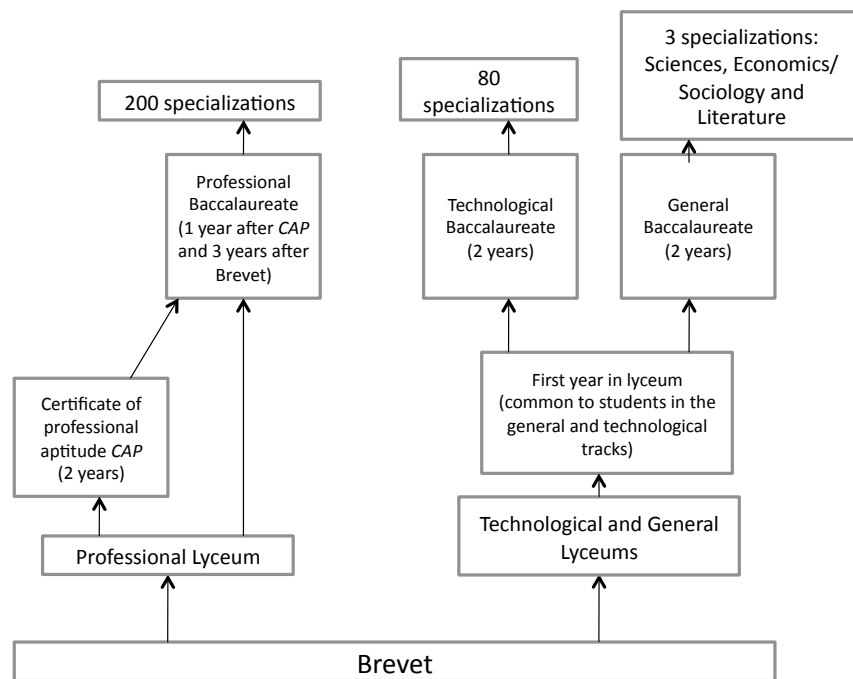 3 specializations:
Sciences, Economics/
Sociology and
Literature
80
specializations
200 specializations
Professional
Baccalaureate
(1 year after CAP
and 3 years after
Brevet)
Technological
Baccalaureate
(2 years)
General
Baccalaureate
(2 years)
First year in lyceum
(common to students in the
general and technological
tracks)
Certificate of
professional
aptitude CAP
(2 years)
Technological and General
Lyceums
Professional Lyceum
Brevet